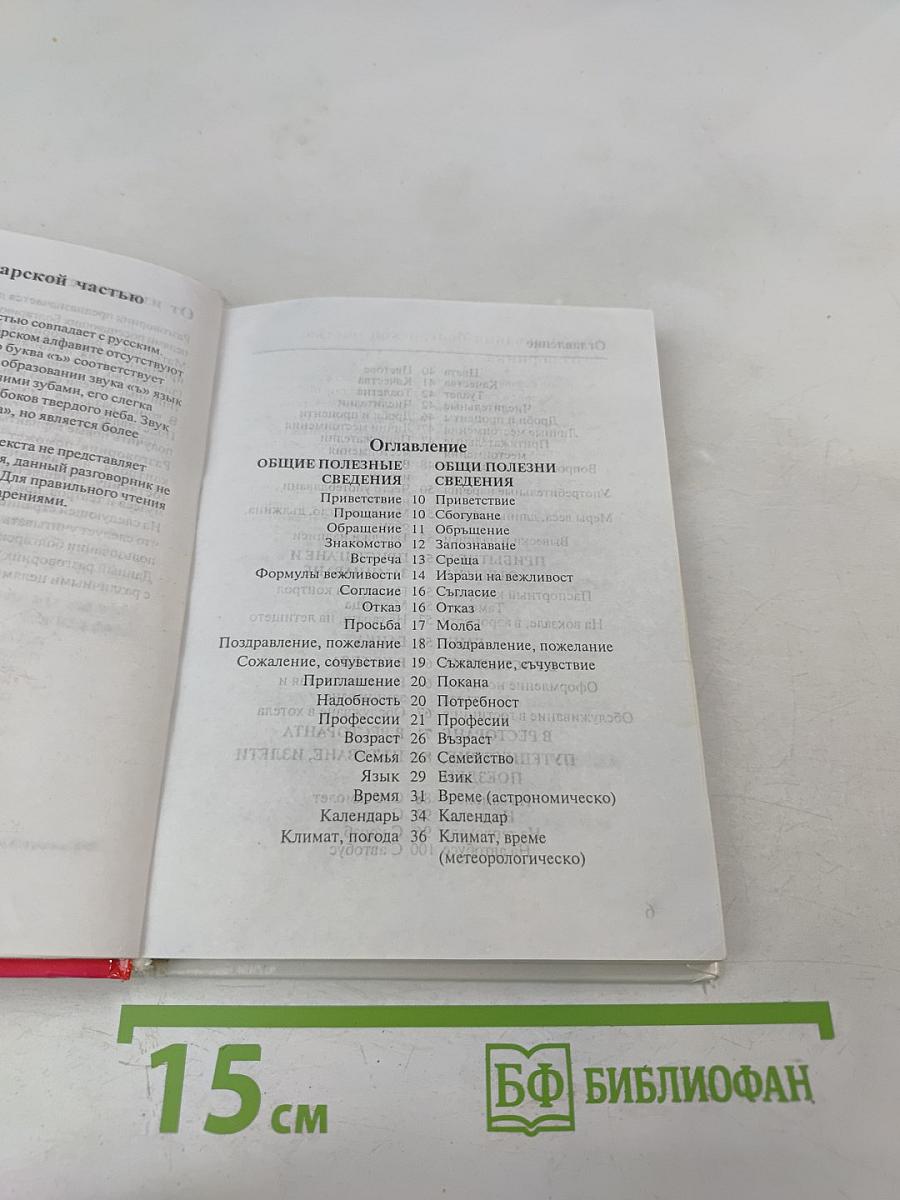 арской частью
стью совпадает с русским.
арском алфавите отсутствуют
буква «ъ» соответствует
образовании звука «ъ» язык
ими зубами, его слегка
боков твердого нёба. Звук
а», но является более
екста не представляет
я, данный разговорник не
Для правильного чтения
арениями.
Оглавление
ОБЩИЕ ПОЛЕЗНЫЕ ОБЩИ ПОЛЕЗНИ
СВЕДЕНИЯ СВЕДЕНИЯ
Приветствие 10 Приветствие
Прощание 10 Сбогуване
Обращение 11 Обръщение
Знакомство 12 Запознаване
Встреча 13 Среща
Формулы вежливости 14 Изрази на вежливост
Согласие 16 Съгласие
Отказ 16 Отказ
Просьба 17 Молба
Поздравление, пожелание 18 Поздравление, пожелание
Сожаление, сочувствие 19 Съжаление, съчувствие
Приглашение 20 Покана
Надобность 20 Потребност
Профессии 21 Професии
Возраст 26 Възраст
Семья 26 Семейство
Язык 29 Език
Время 31 Време (астрономическо)
Календарь 34 Календар
Климат, погода 36 Климат, време
(метеорологическо)
15 см
БФ БИБЛИОФАН